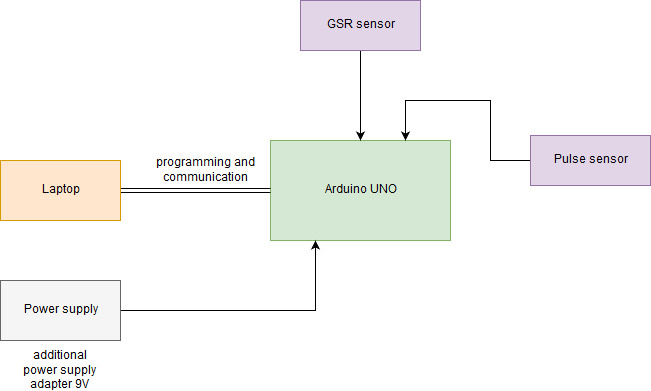 GSR sensor
programming and
communication
Pulse sensor
Laptop
Arduino UNO
Power supply
additional
power supply
adapter 9V